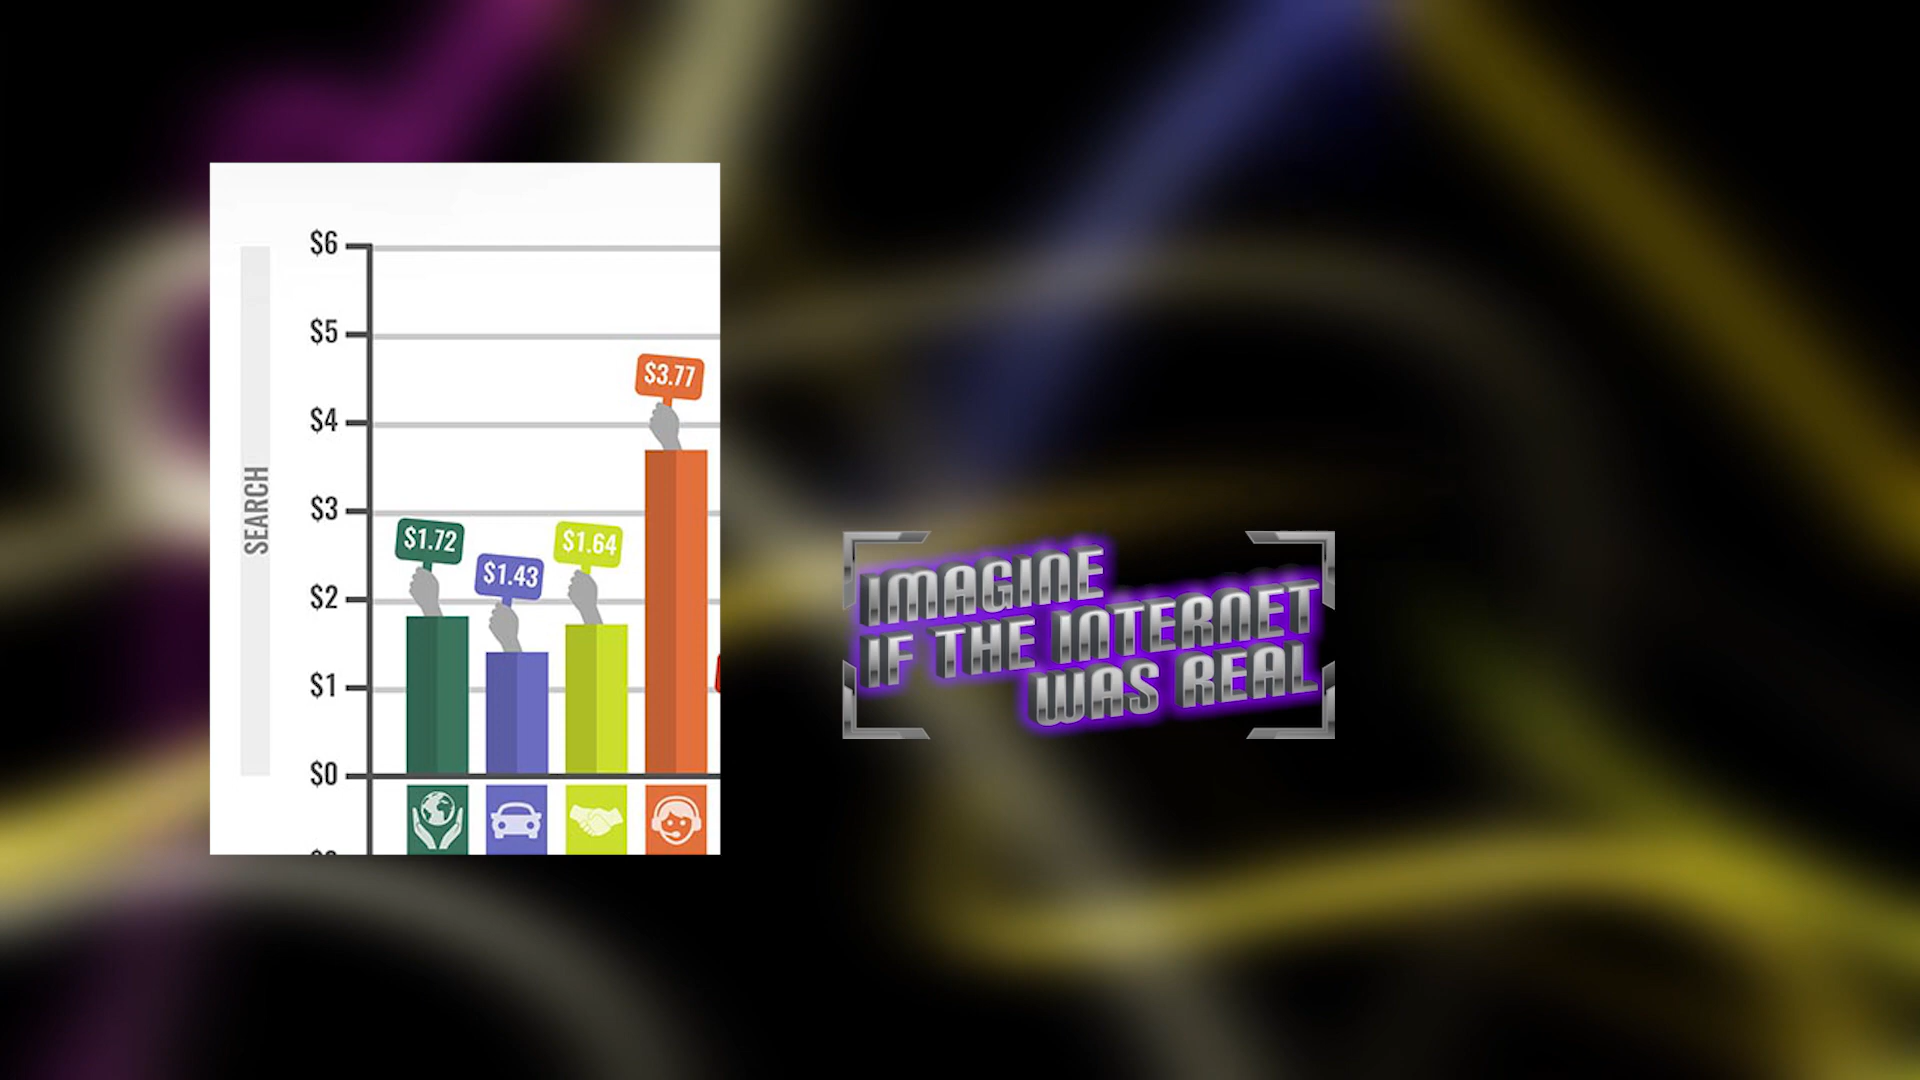 $6
$5
$4
$3
$2
$1
$0
SEARCH
$1.72
$1.43
$1.64
$3.77
IMAGINE
IF THE INTERNET
WAS REAL